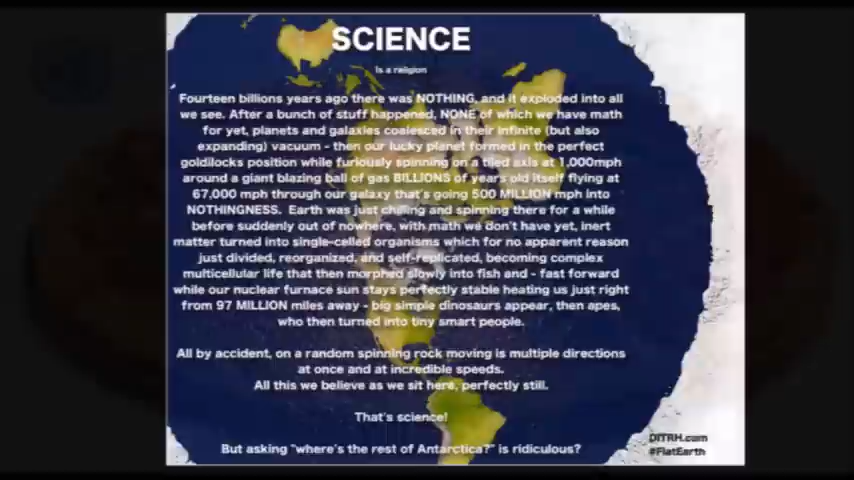 SCIENCE
Is a religion
Fourteen billions years ago there was NOTHING, and it exploded into all
we see. After a bunch of stuff happened, NONE of which we have math
for yet, planets and galaxies coalesced in their infinite (but also
expanding) vacuum - then our lucky planet formed in the perfect
goldilocks position while furiously spinning on a tiled axis at 1,000mph
around a giant blazing ball of gas BILLIONS of years old itself flying at
67,000 mph through our galaxy that's going 500 MILLION mph into
NOTHINGNESS. Earth was just chilling and spinning there for a while
before suddenly out of nowhere, with math we don't have yet, inert
matter turned into single-celled organisms which for no apparent reason
just divided, reorganized, and self-replicated, becoming complex
multicellular life that then morphed slowly into fish and - fast forward
while our nuclear furnace sun stays perfectly stable heating us just right
from 97 MILLION miles away - big simple dinosaurs appear, then apes,
who then turned into tiny smart people.
All by accident, on a random spinning rock moving is multiple directions
at once and at incredible speeds.
All this we believe as we sit here, perfectly still.
That's science!
But asking "where's the rest of Antarctica?" is ridiculous?
DITRH.com
#FlatEarth